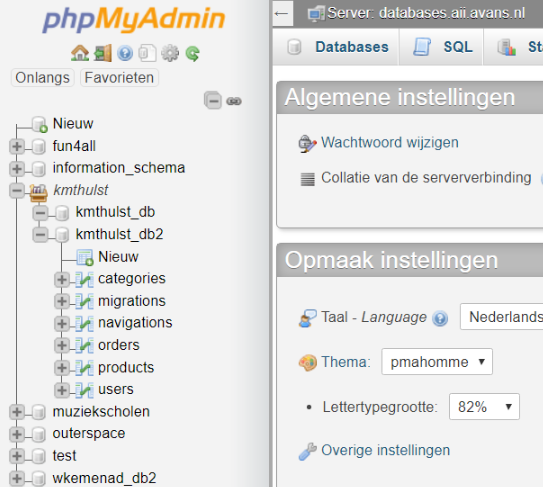 phpMyAdmin
Onlangs Favorieten
Nieuw
fun4all
information_schema
kmthulst
kmthulst_db
kmthulst_db2
Nieuw
categories
migrations
navigations
orders
products
users
muziekscholen
outerspace
test
wkemenad_db2
Server: databases.aii.avans.nl
Databases SQL St
Algemene instellingen
Wachtwoord wijzigen
Collatie van de serververbinding
Opmaak instellingen
Taal - Language Nederlands
Thema: pmahomme
Lettertypegrootte: 82%
Overige instellingen